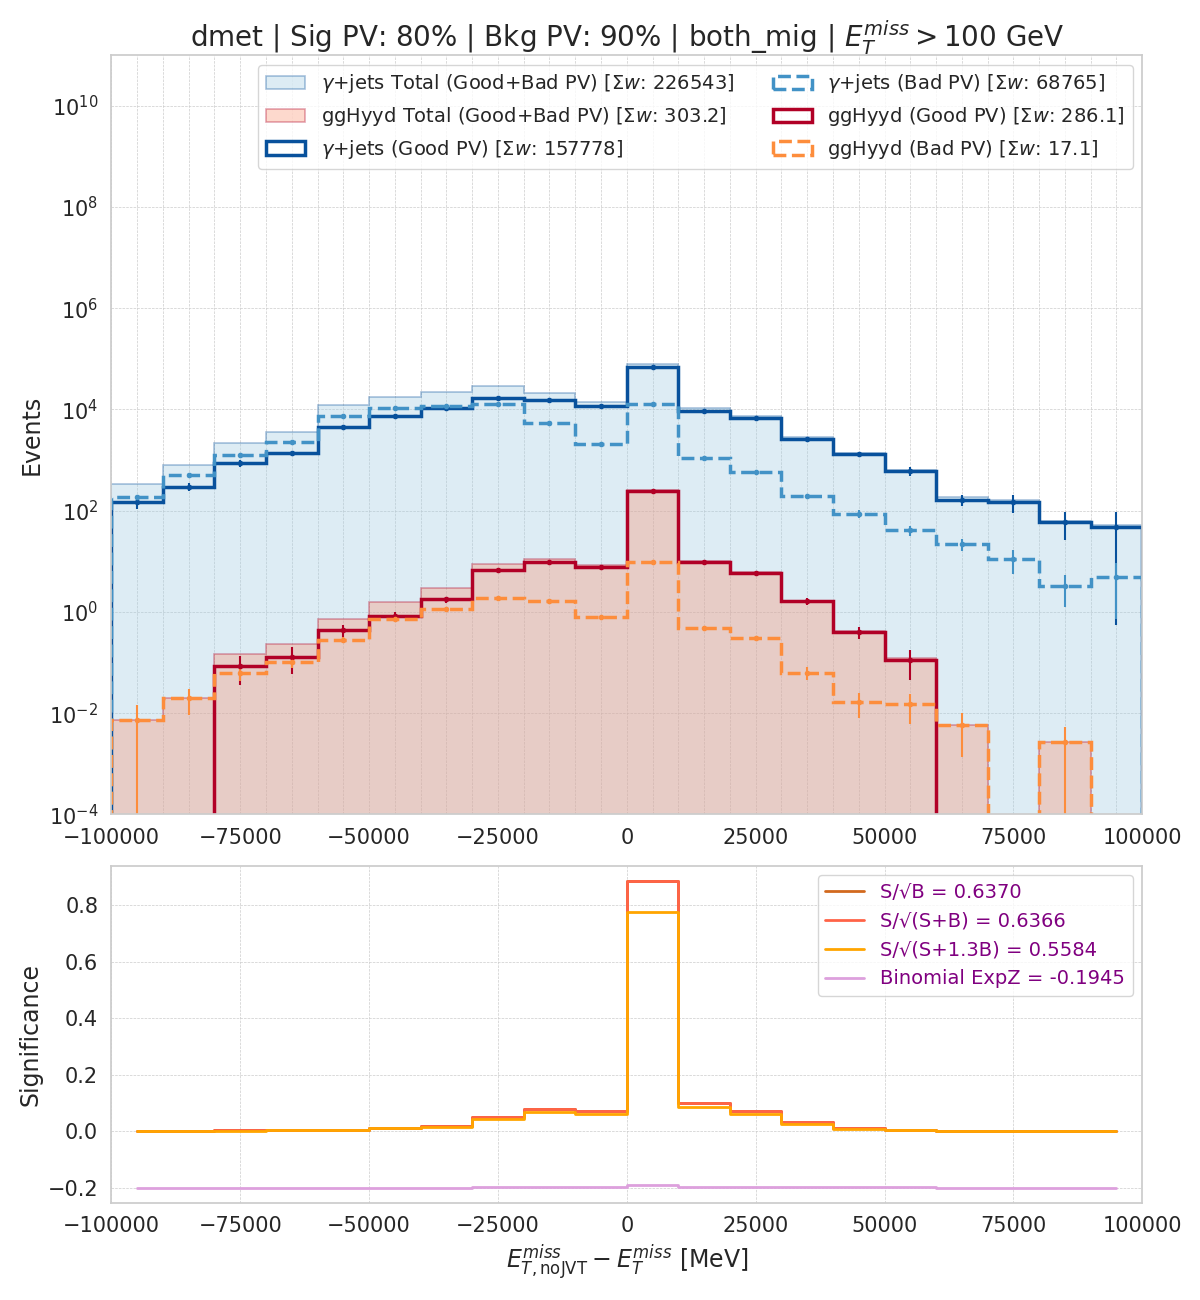 dmet | Sig PV: 80% | Bkg PV: 90% | both_mig | $E_T^{miss} > 100$ GeV
γ+jets Total (Good+Bad PV) [Σw: 226543]
ggHyyd Total (Good+Bad PV) [Σw: 303.2]
γ+jets (Good PV) [Σw: 157778]
γ+jets (Bad PV) [Σw: 68765]
ggHyyd (Good PV) [Σw: 286.1]
ggHyyd (Bad PV) [Σw: 17.1]
Events
$10^{10}$
$10^{8}$
$10^{6}$
$10^{4}$
$10^{2}$
$10^{0}$
$10^{-2}$
$10^{-4}$
−100000 −75000 −50000 −25000 0 25000 50000 75000 100000
Significance
0.8
0.6
0.4
0.2
0.0
−0.2
S/√B = 0.6370
S/√(S+B) = 0.6366
S/√(S+1.3B) = 0.5584
Binomial ExpZ = -0.1945
−100000 −75000 −50000 −25000 0 25000 50000 75000 100000
$E_{T,noJVT}^{miss} - E_T^{miss}$ [MeV]